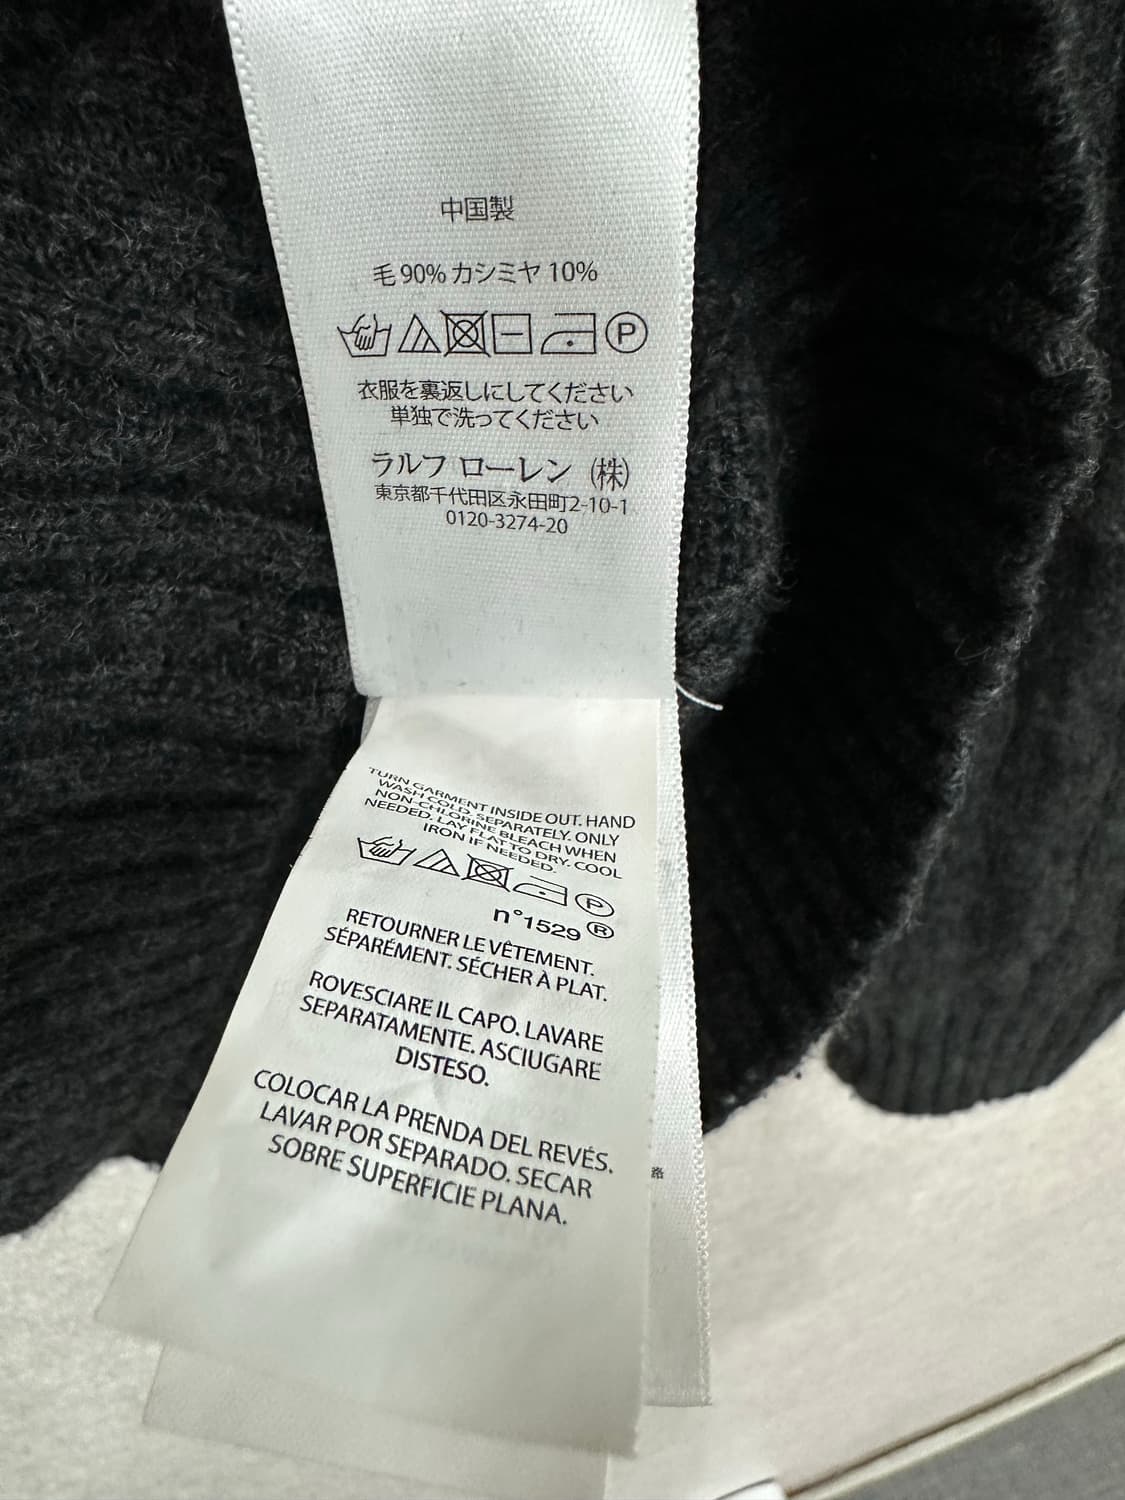 中国製
毛 90% カシミヤ 10%
P
衣服を裏返しにしてください
単独で洗ってください
ラルフ ローレン (株)
東京都千代田区永田町2-10-1
0120-3274-20
TURN GARMENT INSIDE OUT. HAND
WASH COLD, SEPARATELY. ONLY
NON-CHLORINE BLEACH WHEN
NEEDED. LAY FLAT TO DRY. COOL
IRON IF NEEDED.
P
n°1529 ®
RETOURNER LE VÊTEMENT.
SÉPARÉMENT. SÉCHER À PLAT.
ROVESCIARE IL CAPO. LAVARE
SEPARATAMENTE. ASCIUGARE
DISTESO.
COLOCAR LA PRENDA DEL REVÉS.
LAVAR POR SEPARADO. SECAR
SOBRE SUPERFICIE PLANA.